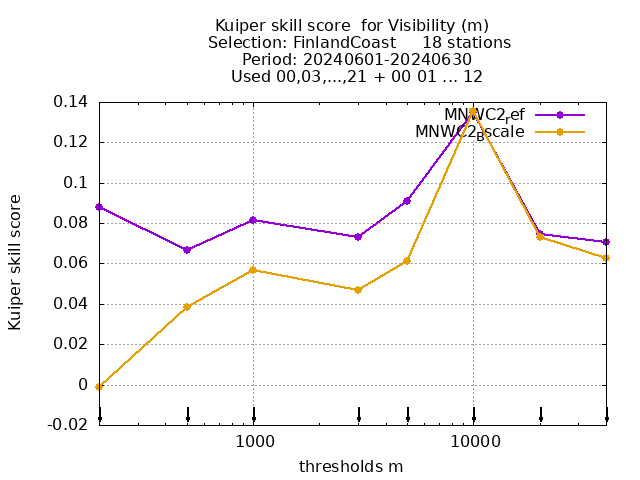 Kuiper skill score  for Visibility (m)
Selection: FinlandCoast     18 stations
Period: 20240601-20240630
Used 00,03,...,21 + 00 01 ... 12
MNWC2ref
MNWC2Bscale
0.14
0.12
0.1
0.08
0.06
0.04
0.02
0
-0.02
Kuiper skill score
1000
10000
thresholds m